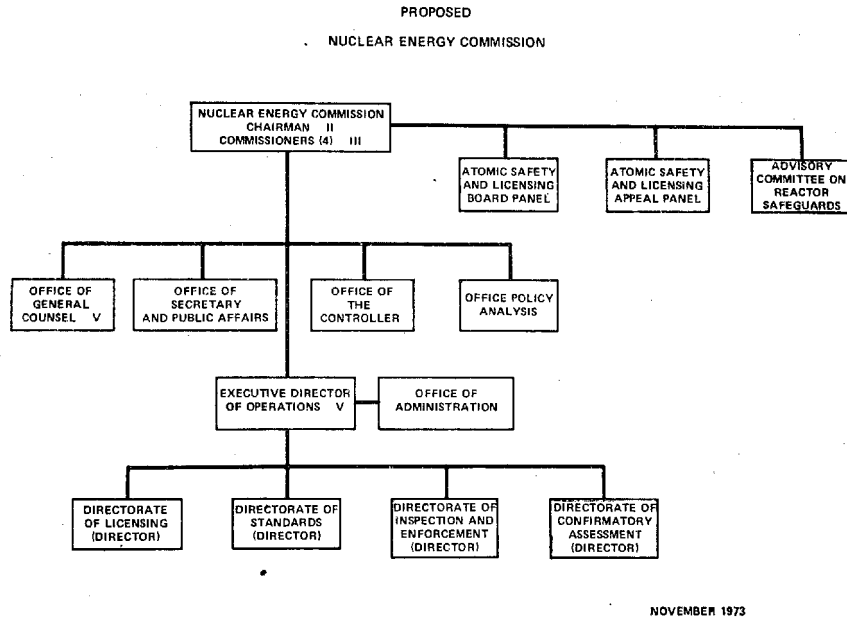 PROPOSED
NUCLEAR ENERGY COMMISSION
NUCLEAR ENERGY COMMISSION
CHAIRMAN II
COMMISSIONERS (4) III
ATOMIC SAFETY
AND LICENSING
BOARD PANEL
ATOMIC SAFETY
AND LICENSING
APPEAL PANEL
ADVISORY
COMMITTEE ON
REACTOR
SAFEGUARDS
OFFICE OF
GENERAL
COUNSEL V
OFFICE OF
SECRETARY
AND PUBLIC AFFAIRS
OFFICE OF
THE
CONTROLLER
OFFICE POLICY
ANALYSIS
EXECUTIVE DIRECTOR
OF OPERATIONS V
OFFICE OF
ADMINISTRATION
DIRECTORATE
OF LICENSING
(DIRECTOR)
DIRECTORATE OF
STANDARDS
(DIRECTOR)
DIRECTORATE OF
INSPECTION AND
ENFORCEMENT
(DIRECTOR)
DIRECTORATE OF
CONFIRMATORY
ASSESSMENT
(DIRECTOR)
NOVEMBER 1973